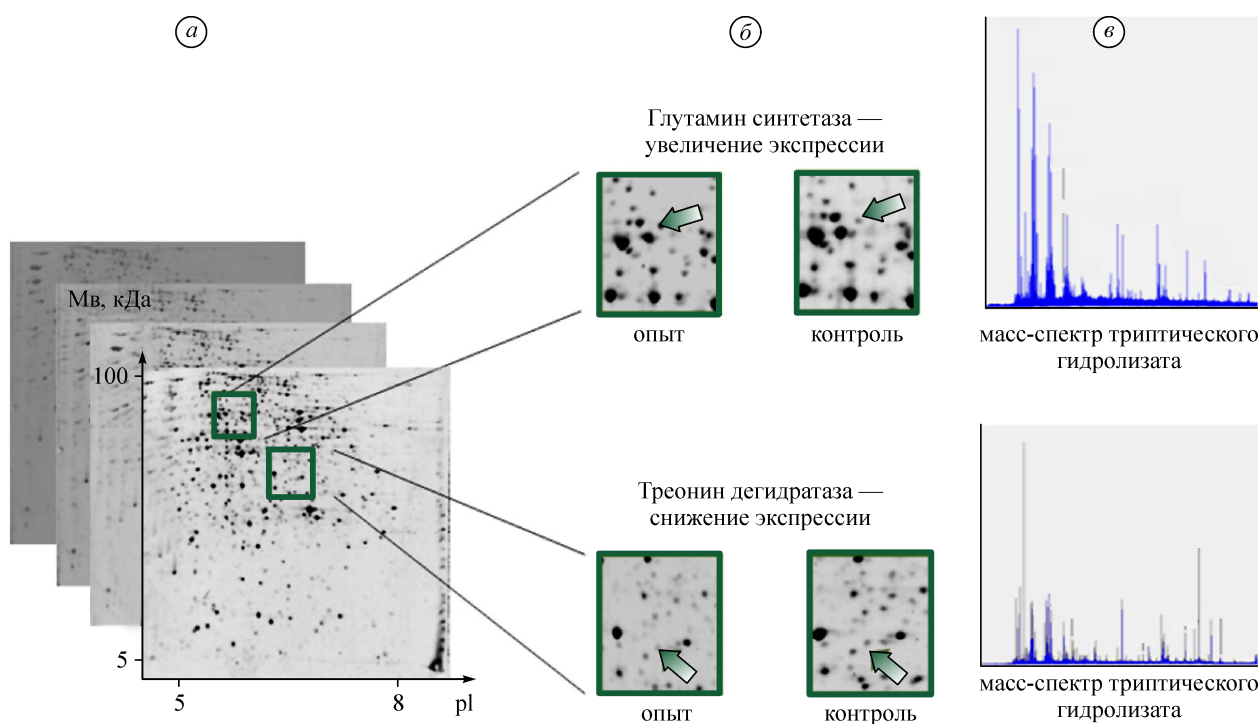 а
б
в
Глутамин синтетаза —
увеличение экспрессии
опыт
контроль
масс-спектр триптического
гидролизата
Мв, кДа
100
5
5
8
pI
Треонин дегидратаза —
снижение экспрессии
опыт
контроль
масс-спектр триптического
гидролизата